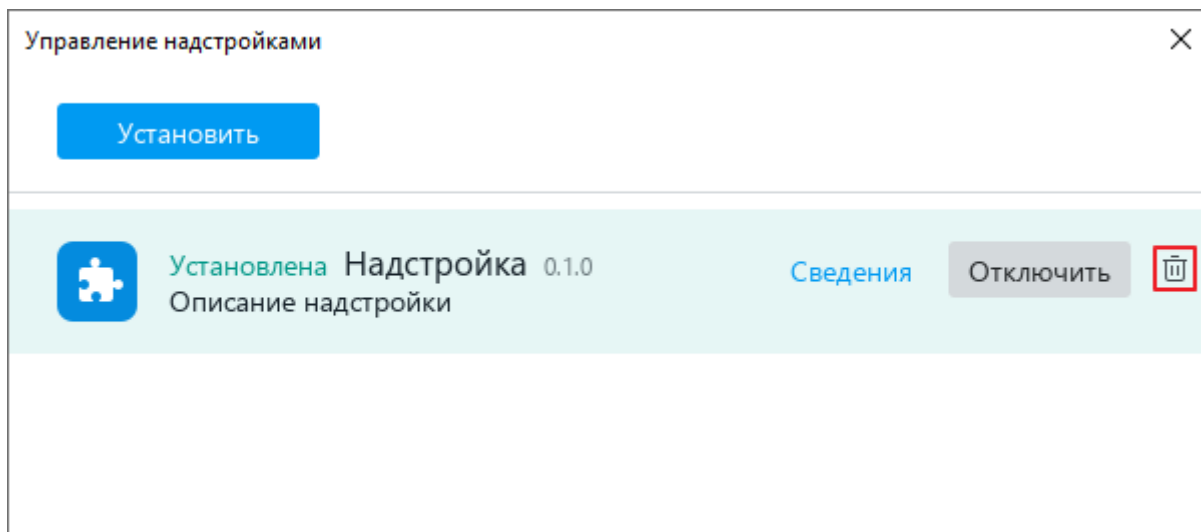 Управление надстройками
Установить
Установлена Надстройка 0.1.0 Сведения Отключить
Описание надстройки